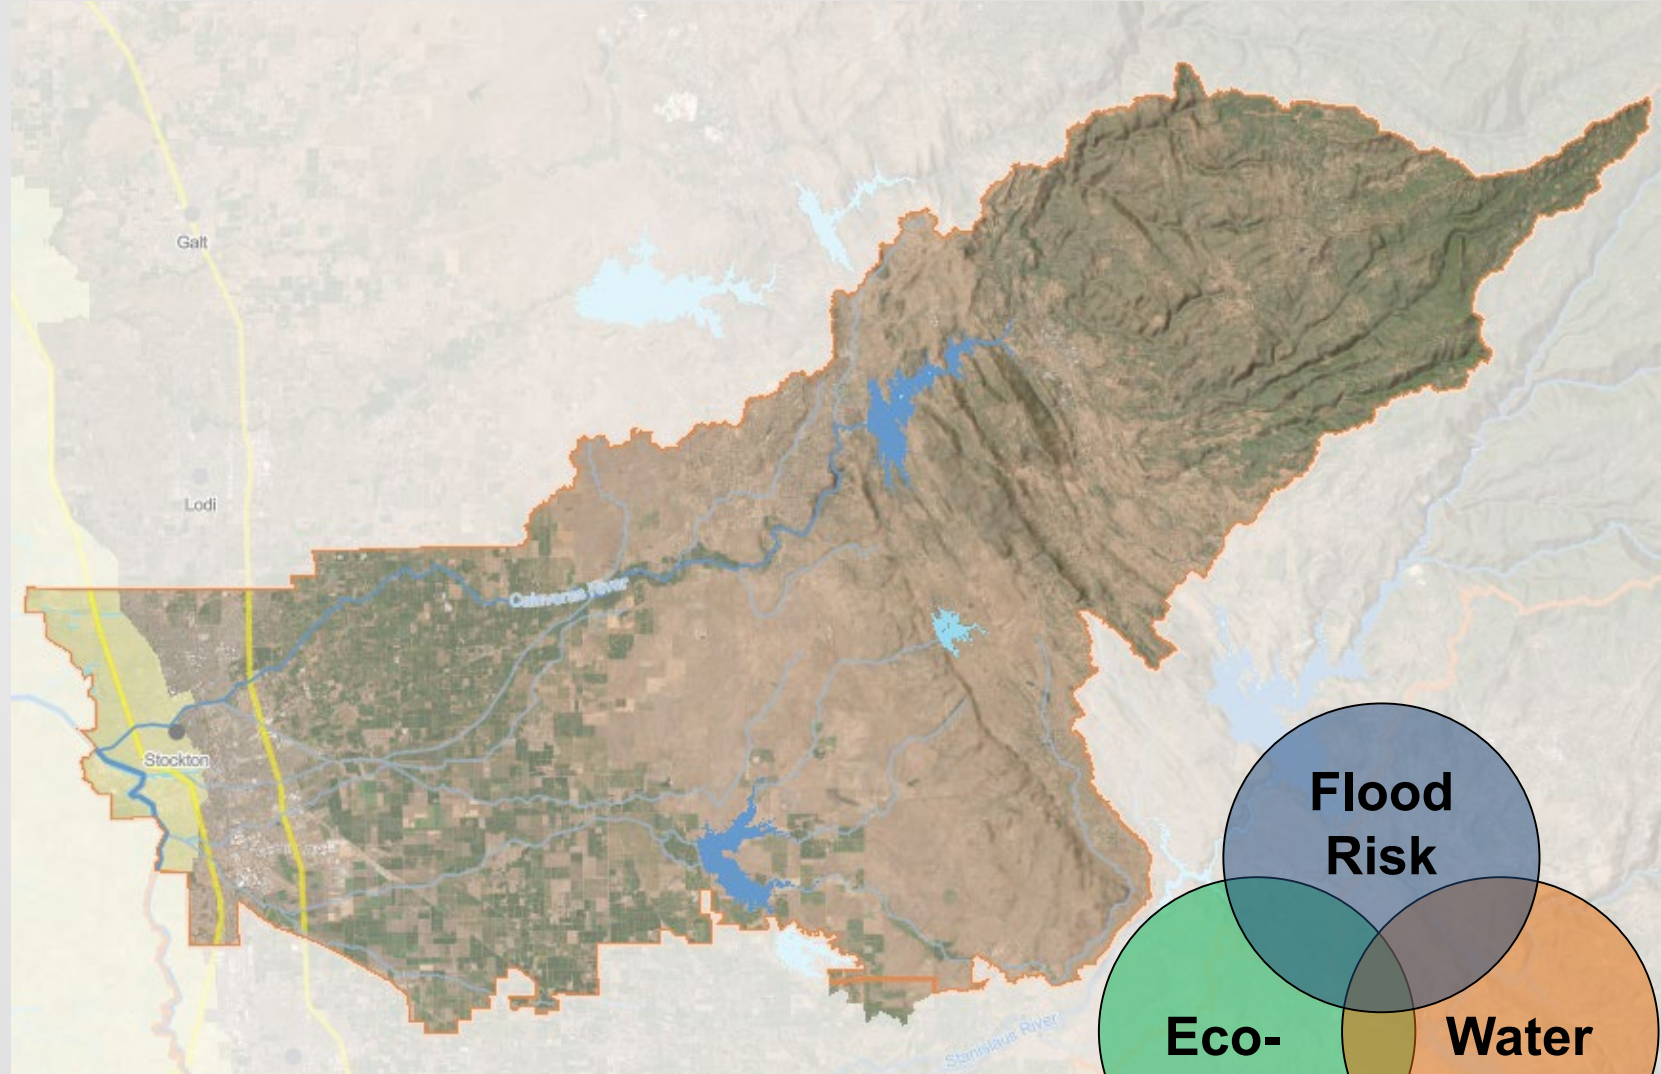 Galt
Lodi
Calaveras River
Stockton
Flood
Risk
Eco-
Water
Stanislaus River